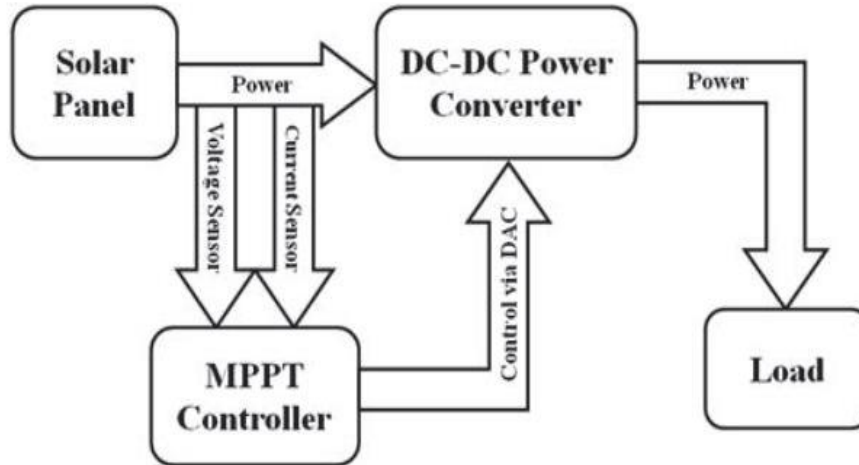 Solar
Panel
Power
DC-DC Power
Converter
Power
Voltage Sensor
Current Sensor
Control via DAC
MPPT
Controller
Load